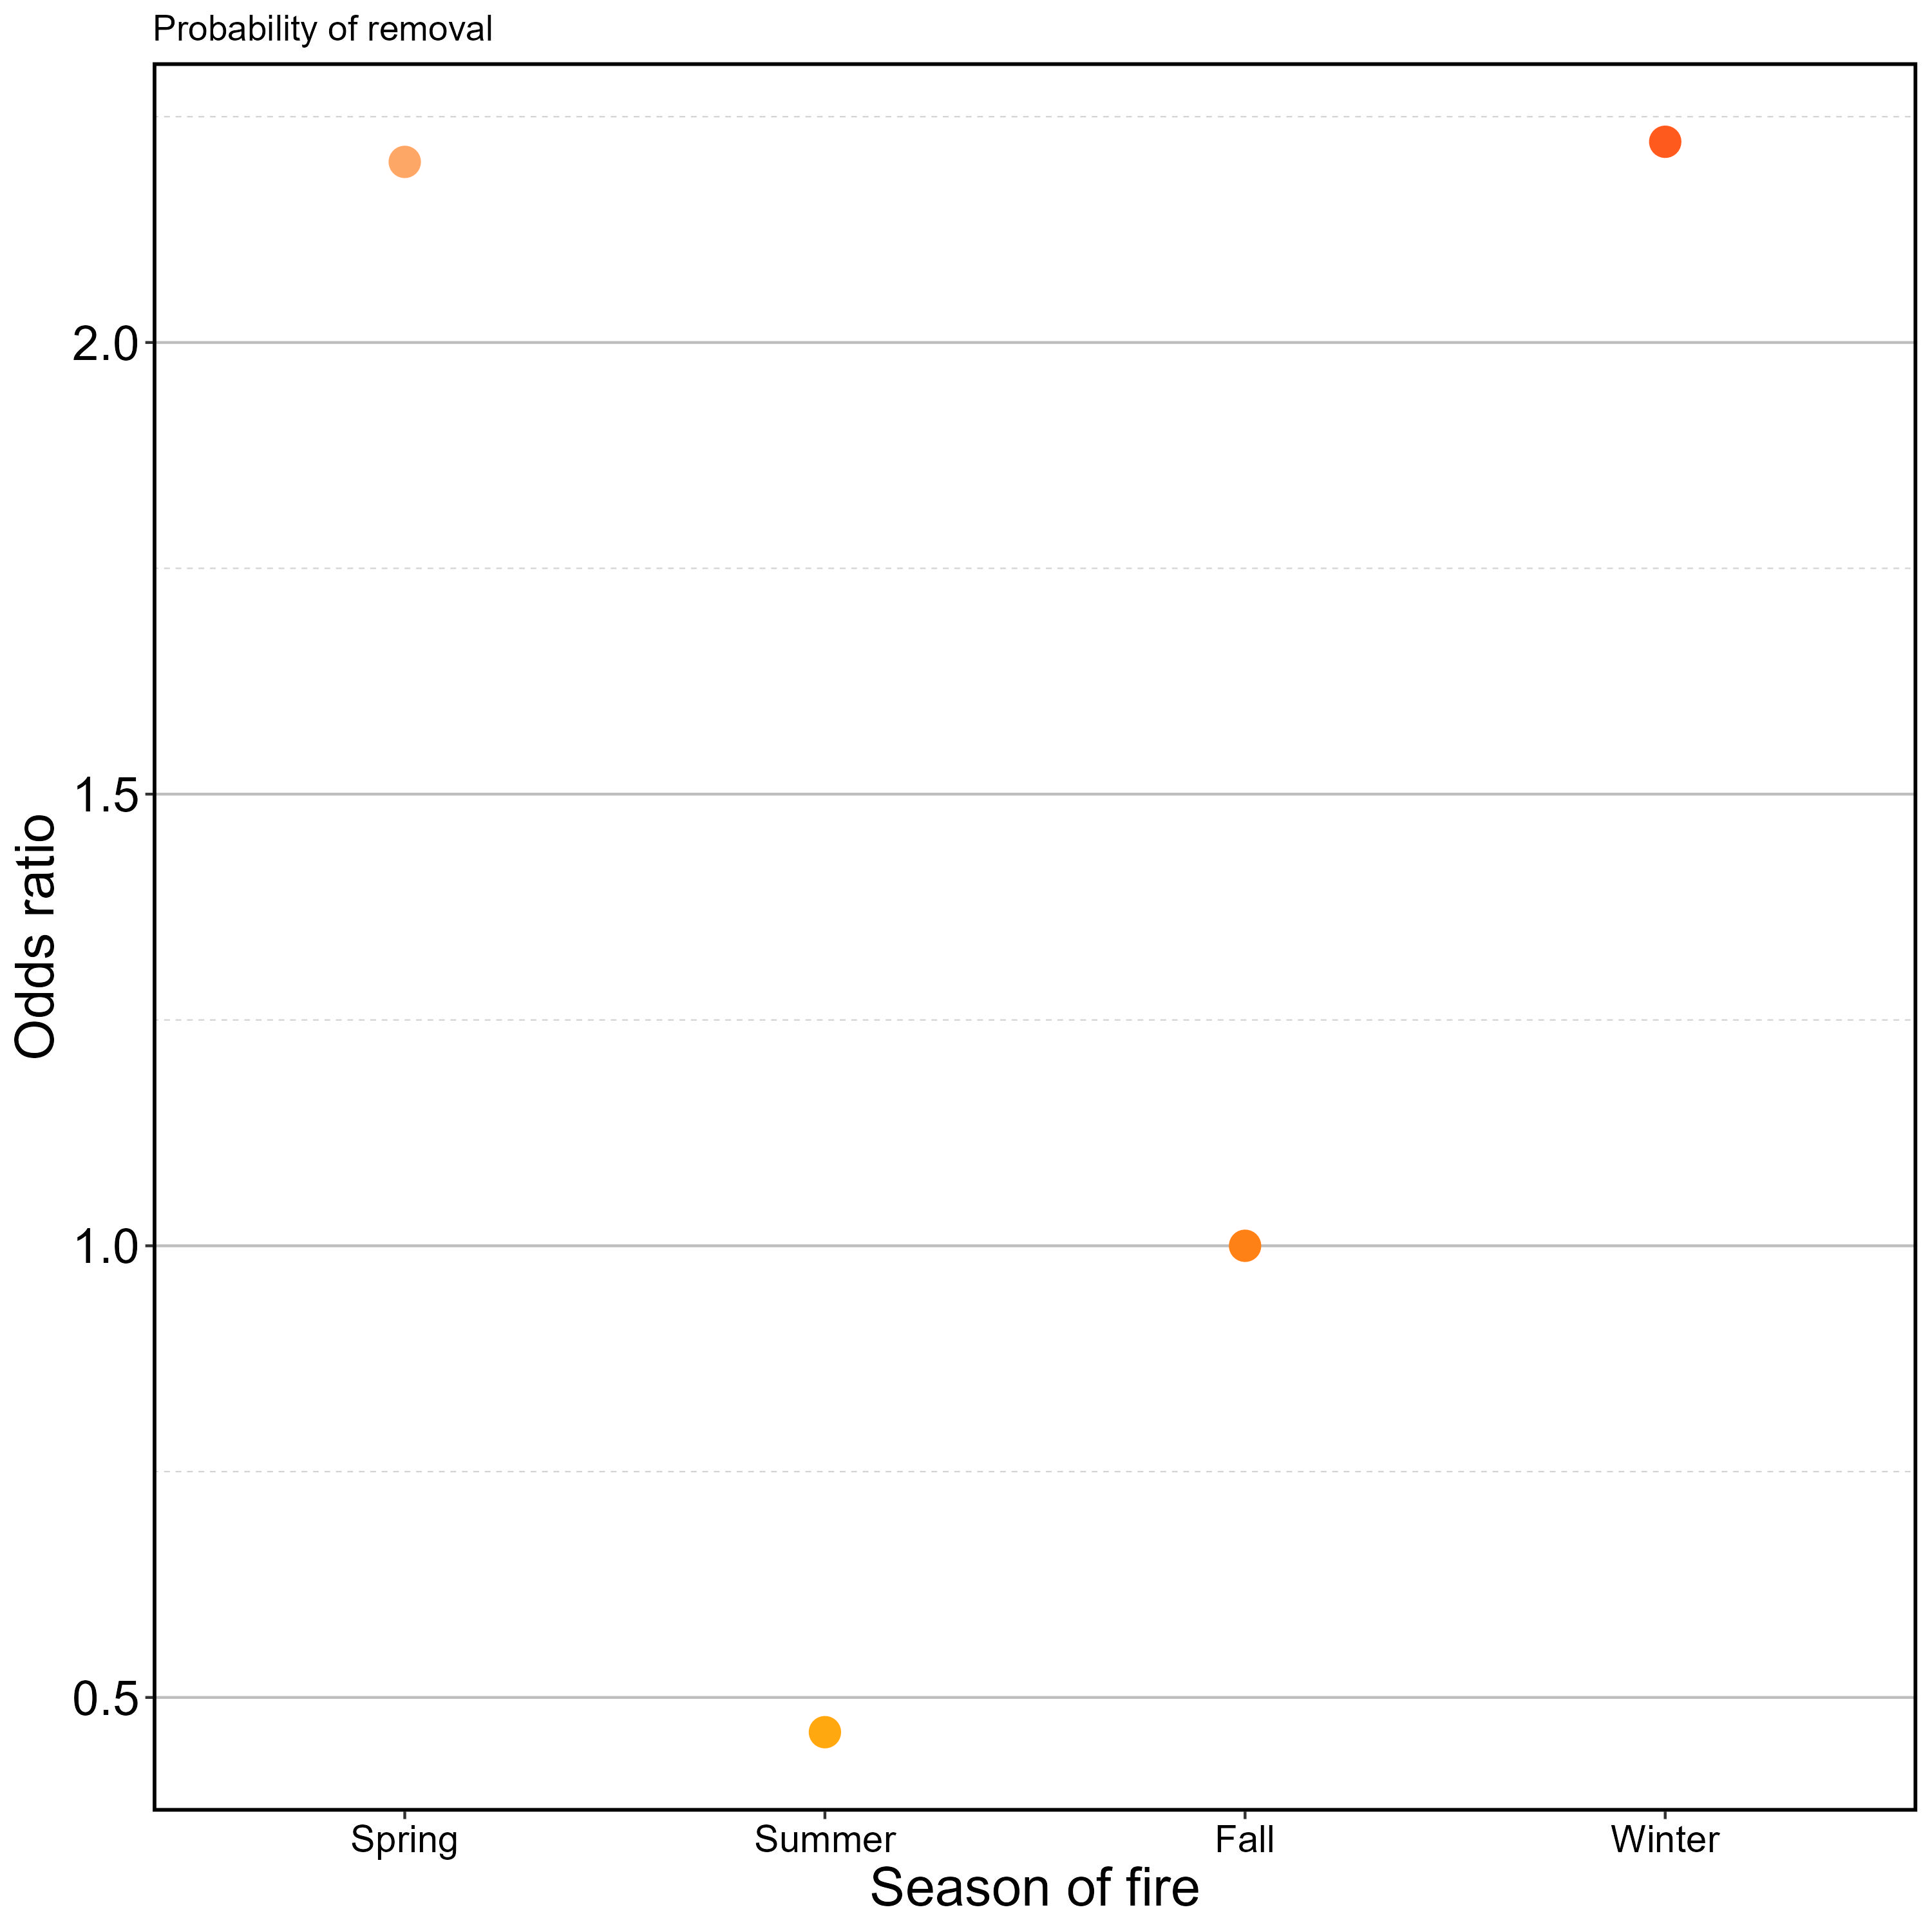 Probability of removal
2.0
1.5
1.0
0.5
Odds ratio
Spring Summer Fall Winter
Season of fire